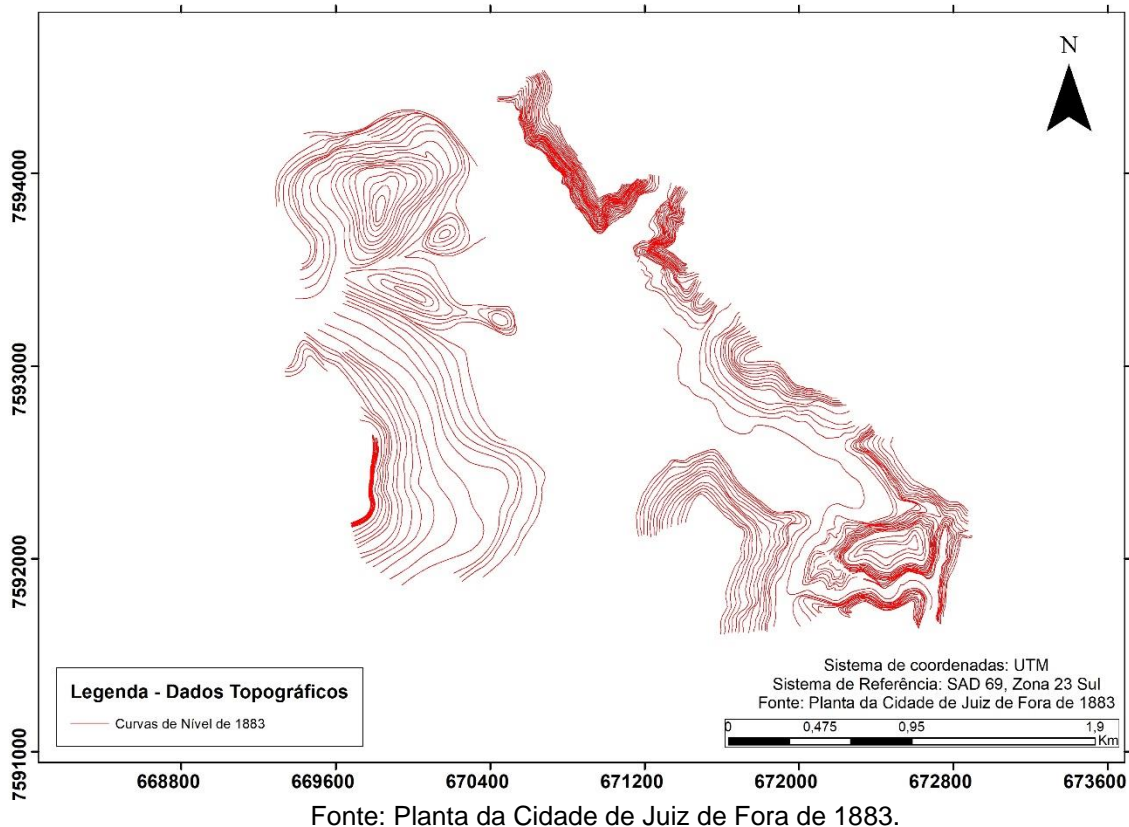 N
7594000
7593000
7592000
7591000
Legenda - Dados Topográficos
Curvas de Nível de 1883
Sistema de coordenadas: UTM
Sistema de Referência: SAD 69, Zona 23 Sul
Fonte: Planta da Cidade de Juiz de Fora de 1883
0 0,475 0,95 1,9
Km
668800 669600 670400 671200 672000 672800 673600
Fonte: Planta da Cidade de Juiz de Fora de 1883.